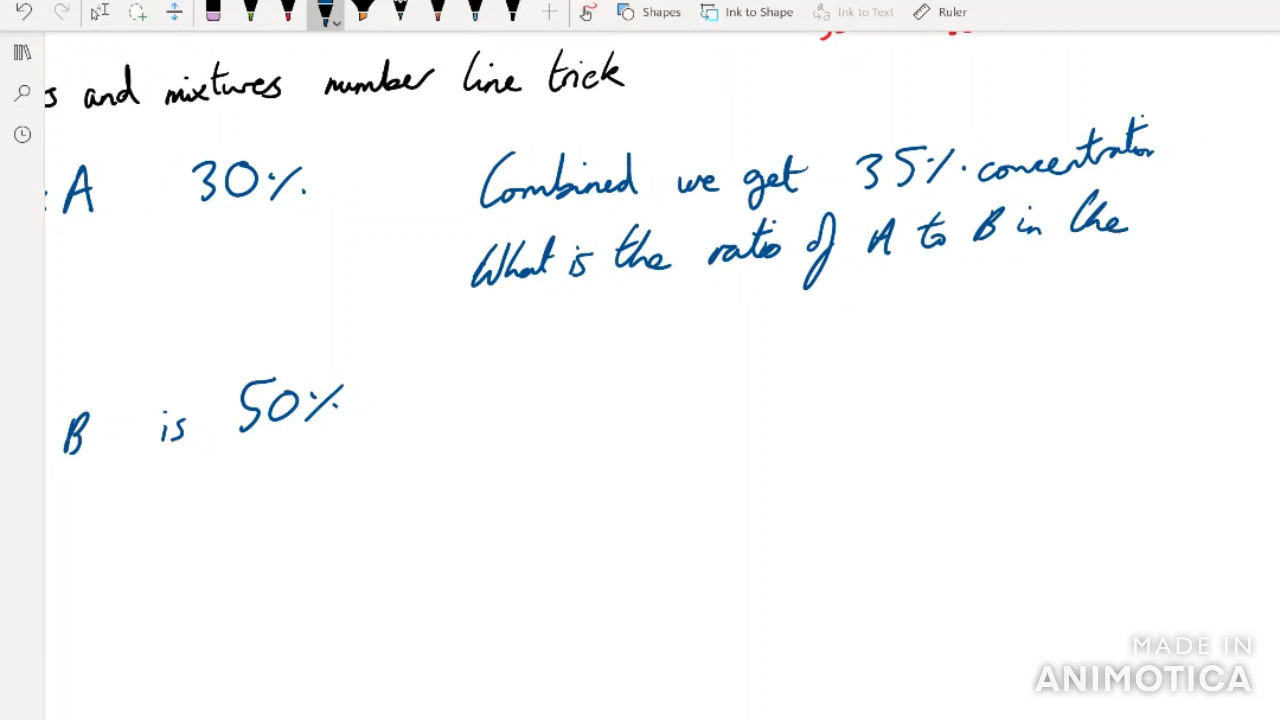 Shapes Ink to Shape Ink to Text Ruler
s and mixtures number line trick
: A 30%.
Combined we get 35%. concentration
What is the ratio of A to B in the
B is 50%
MADE IN
ANIMOTICA